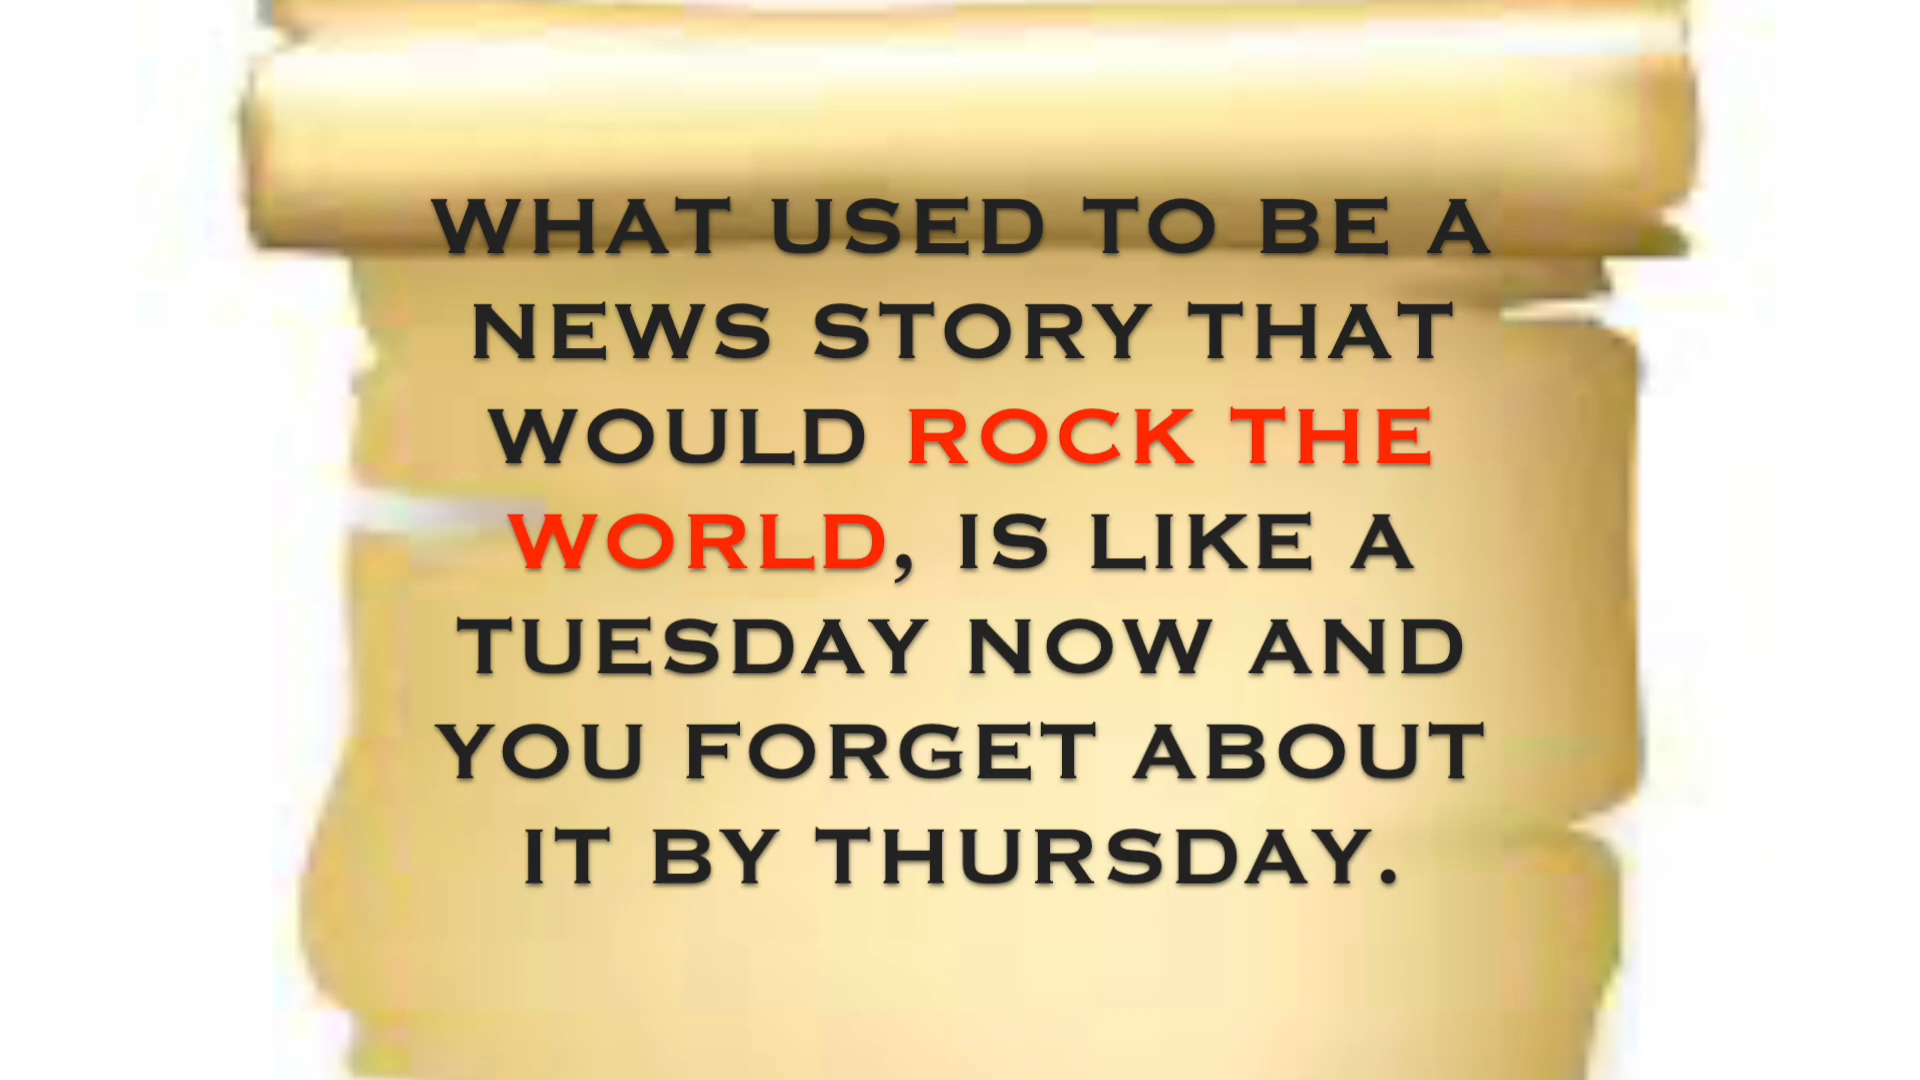 WHAT USED TO BE A
NEWS STORY THAT
WOULD ROCK THE
WORLD, IS LIKE A
TUESDAY NOW AND
YOU FORGET ABOUT
IT BY THURSDAY.